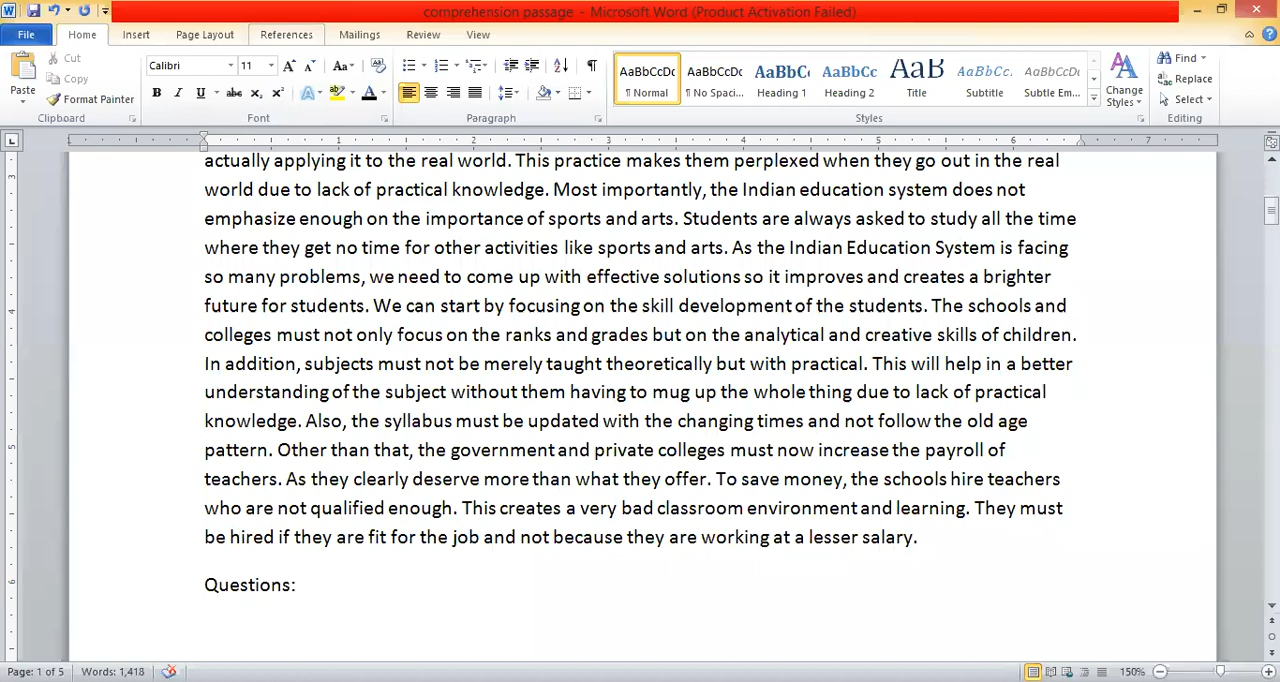 comprehension passage - Microsoft Word (Product Activation Failed)
File Home Insert Page Layout References Mailings Review View
Cut
Copy
Format Painter
Paste
Clipboard
Calibri 11
Font
Paragraph
AaBbCcDc AaBbCcDc AaBbCc AaBbCc AaB AaBbCc. AaBbCcDc
¶ Normal ¶ No Spaci... Heading 1 Heading 2 Title Subtitle Subtle Em...
Styles
Change
Styles
Find
Replace
Select
Editing
1 2 3 4 5 6 7
actually applying it to the real world. This practice makes them perplexed when they go out in the real
world due to lack of practical knowledge. Most importantly, the Indian education system does not
emphasize enough on the importance of sports and arts. Students are always asked to study all the time
where they get no time for other activities like sports and arts. As the Indian Education System is facing
so many problems, we need to come up with effective solutions so it improves and creates a brighter
future for students. We can start by focusing on the skill development of the students. The schools and
colleges must not only focus on the ranks and grades but on the analytical and creative skills of children.
In addition, subjects must not be merely taught theoretically but with practical. This will help in a better
understanding of the subject without them having to mug up the whole thing due to lack of practical
knowledge. Also, the syllabus must be updated with the changing times and not follow the old age
pattern. Other than that, the government and private colleges must now increase the payroll of
teachers. As they clearly deserve more than what they offer. To save money, the schools hire teachers
who are not qualified enough. This creates a very bad classroom environment and learning. They must
be hired if they are fit for the job and not because they are working at a lesser salary.
Questions:
Page: 1 of 5 Words: 1,418 150%